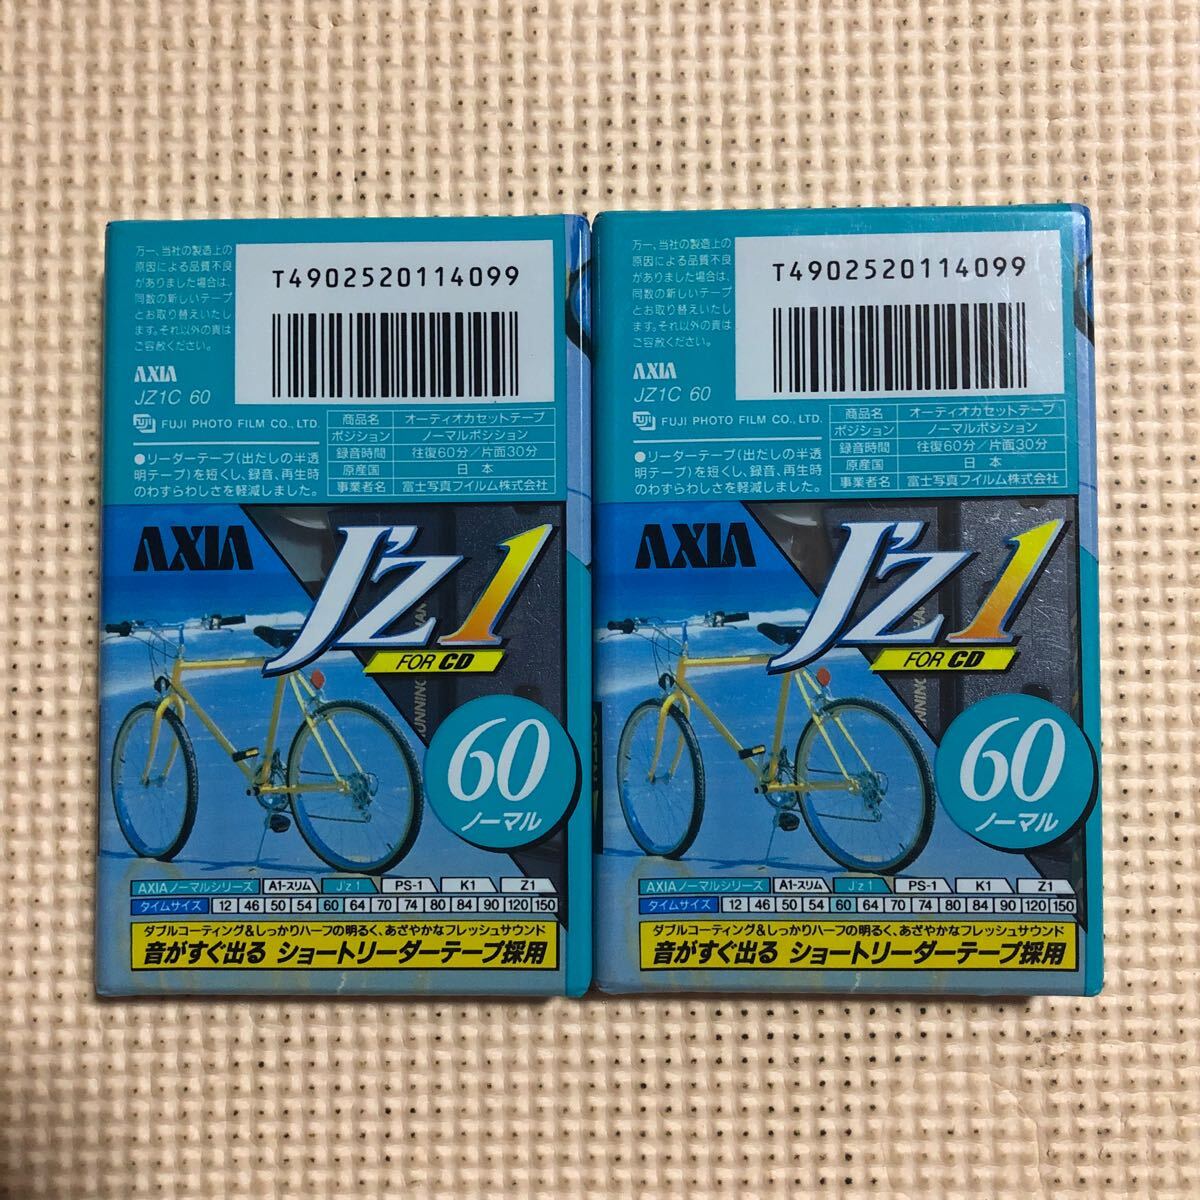 万一、当社の製造上の
原因による品質不良
がありました場合は、
同数の新しいテープ
とお取り替えいたし
ます。それ以外の責は
ご容赦ください。
T4902520114099
AXIA
JZ1C 60
FUJI PHOTO FILM CO., LTD.
●リーダーテープ(出だしの半透
明テープ)を短くし、録音、再生時
のわずらわしさを軽減しました。
商品名 オーディオカセットテープ
ポジション ノーマルポジション
録音時間 往復60分/片面30分
原産国 日本
事業者名 富士写真フイルム株式会社
AXIA
J'z 1
FOR CD
60
ノーマル
AXIAノーマルシリーズ A1-スリム J'z 1 PS-1 K1 Z1
タイムサイズ 12 46 50 54 60 64 70 74 80 84 90 120 150
ダブルコーティング&しっかりハーフの明るく、あざやかなフレッシュサウンド
音がすぐ出る ショートリーダーテープ採用
万一、当社の製造上の
原因による品質不良
がありました場合は、
同数の新しいテープ
とお取り替えいたし
ます。それ以外の責は
ご容赦ください。
T4902520114099
AXIA
JZ1C 60
FUJI PHOTO FILM CO., LTD.
●リーダーテープ(出だしの半透
明テープ)を短くし、録音、再生時
のわずらわしさを軽減しました。
商品名 オーディオカセットテープ
ポジション ノーマルポジション
録音時間 往復60分/片面30分
原産国 日本
事業者名 富士写真フイルム株式会社
AXIA
J'z 1
FOR CD
60
ノーマル
AXIAノーマルシリーズ A1-スリム J'z 1 PS-1 K1 Z1
タイムサイズ 12 46 50 54 60 64 70 74 80 84 90 120 150
ダブルコーティング&しっかりハーフの明るく、あざやかなフレッシュサウンド
音がすぐ出る ショートリーダーテープ採用